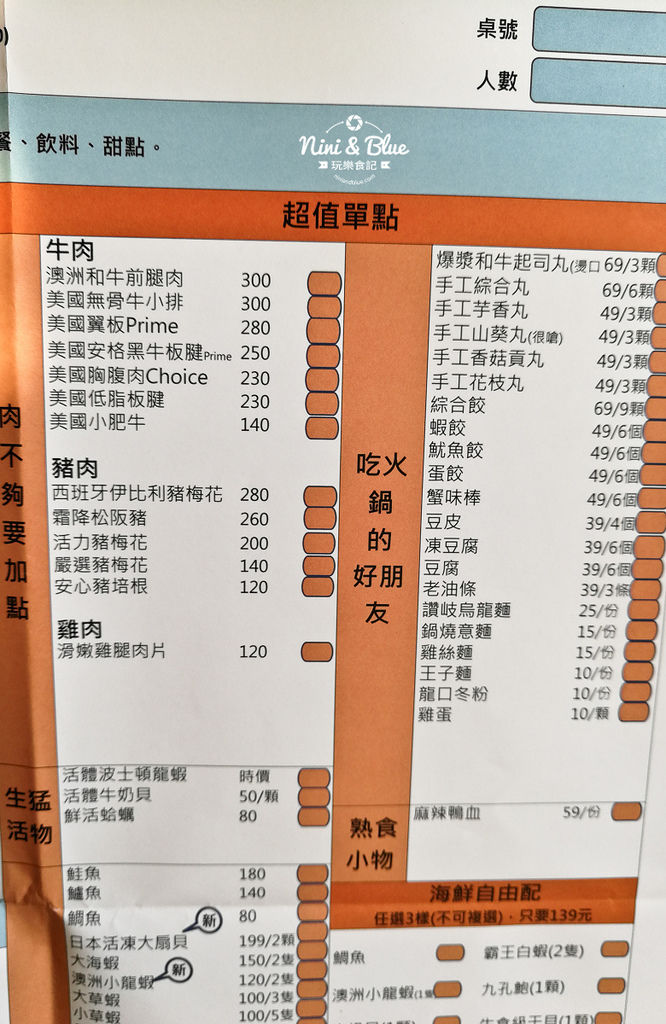 桌號
人數
、飲料、甜點。
Nini & Blue
玩樂食記
niniandblue.com
超值單點
肉不夠要加點
牛肉
澳洲和牛前腿肉 300
美國無骨牛小排 300
美國翼板Prime 280
美國安格黑牛板腱Prime 250
美國胸腹肉Choice 230
美國低脂板腱 230
美國小肥牛 140
豬肉
西班牙伊比利豬梅花 280
霜降松阪豬 260
活力豬梅花 200
嚴選豬梅花 140
安心豬培根 120
雞肉
滑嫩雞腿肉片 120
生猛活物
活體波士頓龍蝦 時價
活體牛奶貝 50/顆
鮮活蛤蠣 80
鮭魚 180
鱸魚 140
鯛魚 80
新
日本活凍大扇貝 199/2顆
大海蝦 150/2隻
新
澳洲小龍蝦 120/2隻
大草蝦 100/3隻
小草蝦 100/5隻
吃火鍋的好朋友
爆漿和牛起司丸(燙口 69/3顆
手工綜合丸 69/6顆
手工芋香丸 49/3顆
手工山葵丸(很嗆) 49/3顆
手工香菇貢丸 49/3顆
手工花枝丸 49/3顆
綜合餃 69/9顆
蝦餃 49/6個
魷魚餃 49/6個
蛋餃 49/6個
蟹味棒 49/6個
豆皮 39/4個
凍豆腐 39/6個
豆腐 39/6個
老油條 39/3條
讚岐烏龍麵 25/份
鍋燒意麵 15/份
雞絲麵 15/份
王子麵 10/份
龍口冬粉 10/份
雞蛋 10/顆
熟食小物
麻辣鴨血 59/份
海鮮自由配
任選3樣(不可複選)，只要139元
鯛魚 霸王白蝦(2隻)
澳洲小龍蝦(1隻 九孔鮑(1顆)